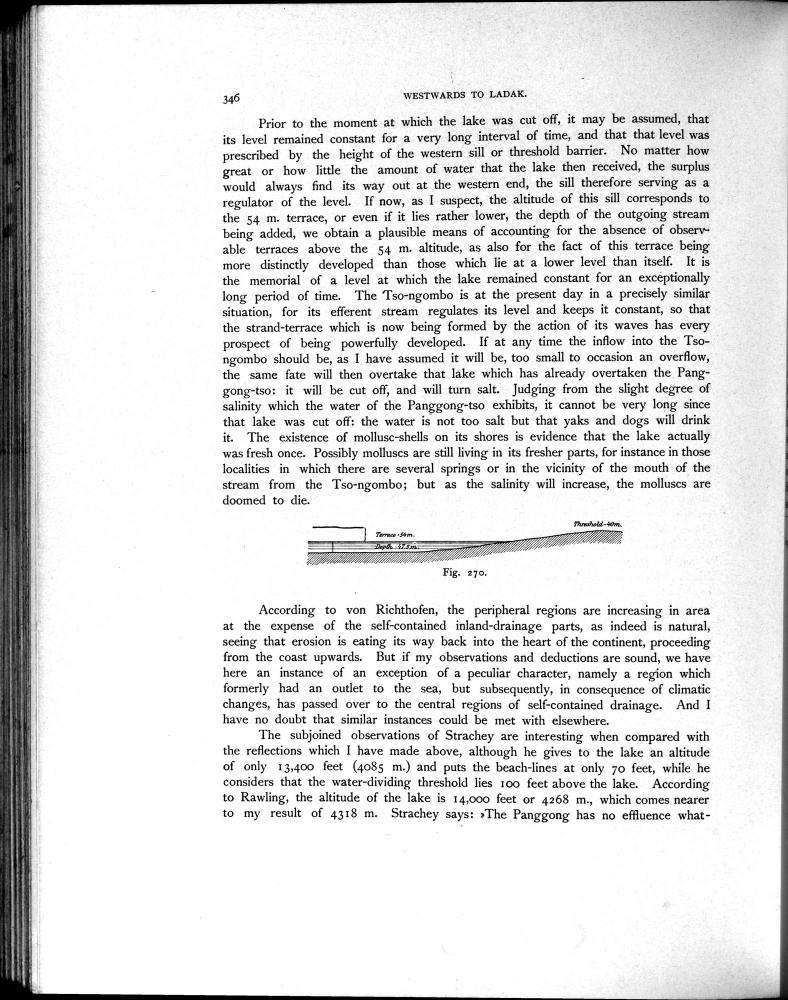 346
WESTWARDS TO LADAK.
Prior to the moment at which the lake was cut off, it may be assumed, that
its level remained constant for a very long interval of time, and that that level was
prescribed by the height of the western sill or threshold barrier. No matter how
great or how little the amount of water that the lake then received, the surplus
would always find its way out at the western end, the sill therefore serving as a
regulator of the level. If now, as I suspect, the altitude of this sill corresponds to
the 54 m. terrace, or even if it lies rather lower, the depth of the outgoing stream
being added, we obtain a plausible means of accounting for the absence of observ-
able terraces above the 54 m. altitude, as also for the fact of this terrace being
more distinctly developed than those which lie at a lower level than itself. It is
the memorial of a level at which the lake remained constant for an exceptionally
long period of time. The Tso-ngombo is at the present day in a precisely similar
situation, for its efferent stream regulates its level and keeps it constant, so that
the strand-terrace which is now being formed by the action of its waves has every
prospect of being powerfully developed. If at any time the inflow into the Tso-
ngombo should be, as I have assumed it will be, too small to occasion an overflow,
the same fate will then overtake that lake which has already overtaken the Pang-
gong-tso: it will be cut off, and will turn salt. Judging from the slight degree of
salinity which the water of the Panggong-tso exhibits, it cannot be very long since
that lake was cut off: the water is not too salt but that yaks and dogs will drink
it. The existence of mollusc-shells on its shores is evidence that the lake actually
was fresh once. Possibly molluscs are still living in its fresher parts, for instance in those
localities in which there are several springs or in the vicinity of the mouth of the
stream from the Tso-ngombo; but as the salinity will increase, the molluscs are
doomed to die.
Threshold-40m.
Terrace-54m.
Depth 47.5m.
Fig. 270.
According to von Richthofen, the peripheral regions are increasing in area
at the expense of the self-contained inland-drainage parts, as indeed is natural,
seeing that erosion is eating its way back into the heart of the continent, proceeding
from the coast upwards. But if my observations and deductions are sound, we have
here an instance of an exception of a peculiar character, namely a region which
formerly had an outlet to the sea, but subsequently, in consequence of climatic
changes, has passed over to the central regions of self-contained drainage. And I
have no doubt that similar instances could be met with elsewhere.
The subjoined observations of Strachey are interesting when compared with
the reflections which I have made above, although he gives to the lake an altitude
of only 13,400 feet (4085 m.) and puts the beach-lines at only 70 feet, while he
considers that the water-dividing threshold lies 100 feet above the lake. According
to Rawling, the altitude of the lake is 14,000 feet or 4268 m., which comes nearer
to my result of 4318 m. Strachey says: »The Panggong has no effluence what-